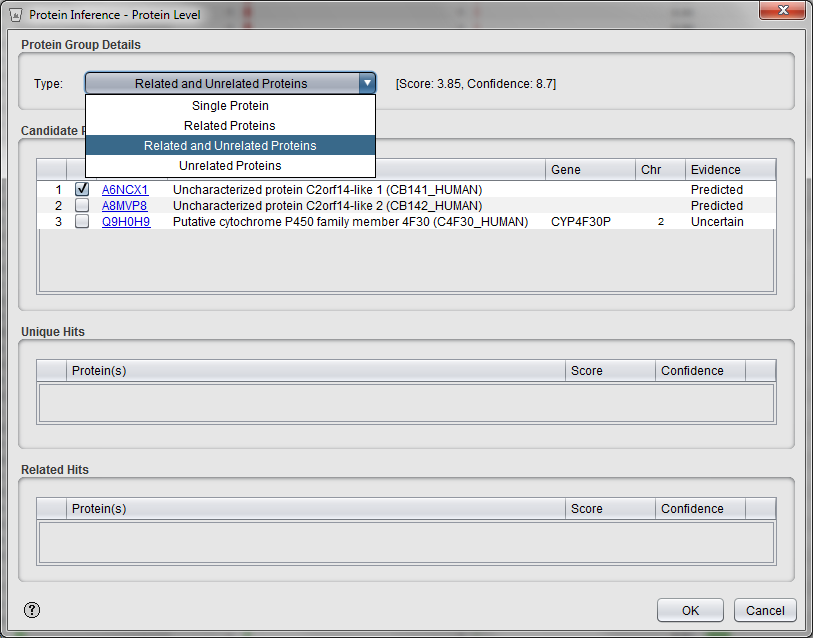 Protein Inference - Protein Level
Protein Group Details
Type: Related and Unrelated Proteins [Score: 3.85, Confidence: 8.7]
Single Protein
Related Proteins
Related and Unrelated Proteins
Unrelated Proteins
Candidate
Gene Chr Evidence
1 A6NCX1 Uncharacterized protein C2orf14-like 1 (CB141_HUMAN) Predicted
2 A8MVP8 Uncharacterized protein C2orf14-like 2 (CB142_HUMAN) Predicted
3 Q9H0H9 Putative cytochrome P450 family member 4F30 (C4F30_HUMAN) CYP4F30P 2 Uncertain
Unique Hits
Protein(s) Score Confidence
Related Hits
Protein(s) Score Confidence
?
OK Cancel